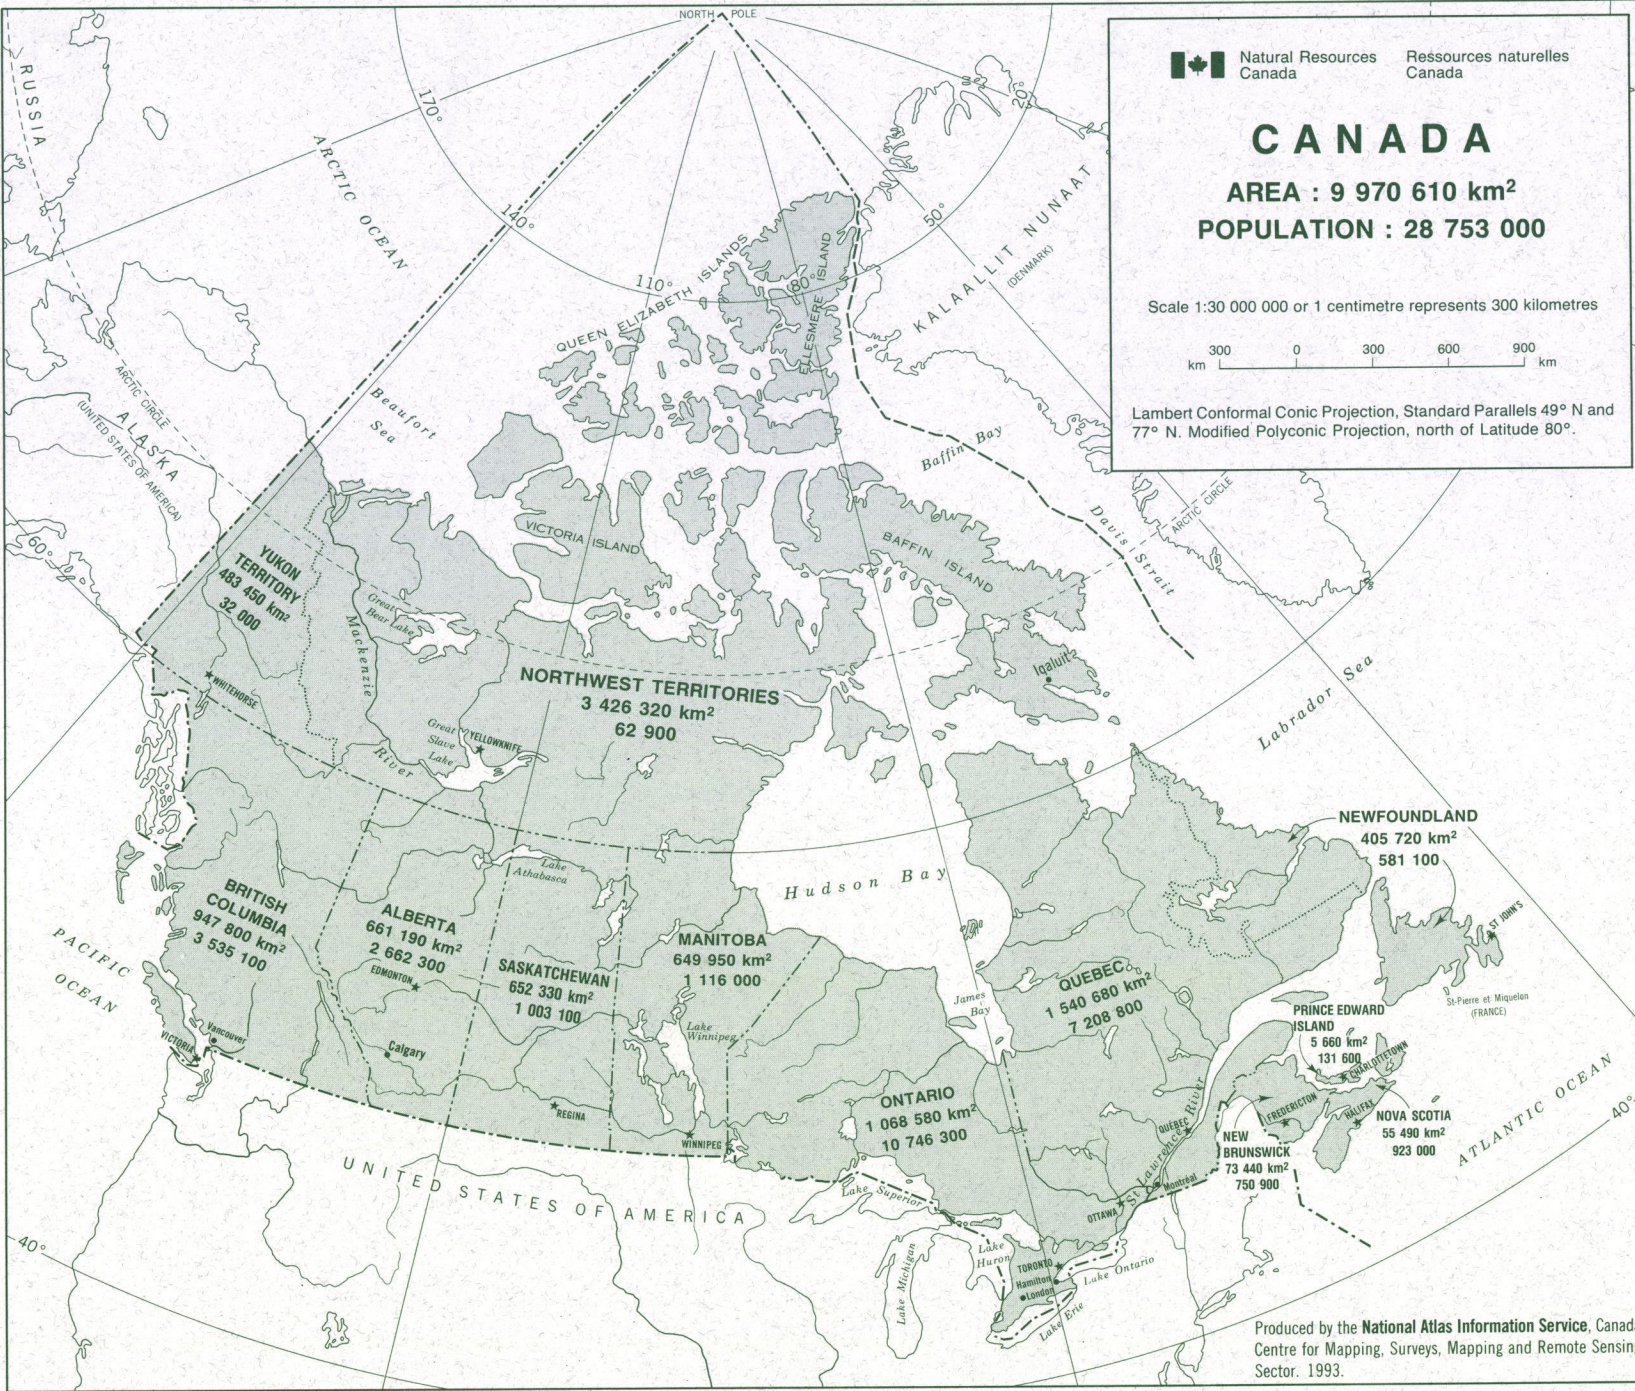 NORTH POLE
RUSSIA
170°
ARCTIC OCEAN
20°
140°
50°
110°
80°
KALAALLIT NUNAAT
(DENMARK)
QUEEN ELIZABETH ISLANDS
ELLESMERE ISLAND
Natural Resources
Canada
Ressources naturelles
Canada
CANADA
AREA : 9 970 610 km²
POPULATION : 28 753 000
Scale 1:30 000 000 or 1 centimetre represents 300 kilometres
km 300 0 300 600 900 km
Lambert Conformal Conic Projection, Standard Parallels 49° N and
77° N. Modified Polyconic Projection, north of Latitude 80°.
ARCTIC CIRCLE
ALASKA
(UNITED STATES OF AMERICA)
Beaufort
Sea
Baffin Bay
Davis Strait
ARCTIC CIRCLE
60°
VICTORIA ISLAND
BAFFIN ISLAND
YUKON
TERRITORY
483 450 km²
32 000
Great
Bear Lake
Mackenzie
River
WHITEHORSE
NORTHWEST TERRITORIES
3 426 320 km²
62 900
Great
Slave
Lake
YELLOWKNIFE
Iqaluit
Labrador Sea
NEWFOUNDLAND
405 720 km²
581 100
Lake
Athabasca
Hudson Bay
BRITISH
COLUMBIA
947 800 km²
3 535 100
ALBERTA
661 190 km²
2 662 300
EDMONTON
SASKATCHEWAN
652 330 km²
1 003 100
MANITOBA
649 950 km²
1 116 000
QUEBEC
1 540 680 km²
7 208 800
ST JOHN'S
St-Pierre et Miquelon
(FRANCE)
PACIFIC
OCEAN
James
Bay
PRINCE EDWARD
ISLAND
5 660 km²
131 600
CHARLOTTETOWN
Lake
Winnipeg
VICTORIA
Vancouver
Calgary
REGINA
WINNIPEG
ONTARIO
1 068 580 km²
10 746 300
QUÉBEC
St Lawrence River
FREDERICTON
HALIFAX
NOVA SCOTIA
55 490 km²
923 000
NEW
BRUNSWICK
73 440 km²
750 900
ATLANTIC OCEAN
40°
UNITED STATES OF AMERICA
Lake Superior
OTTAWA
Montréal
40°
Lake Michigan
Lake
Huron
TORONTO
Hamilton
London
Lake Ontario
Lake Erie
Produced by the National Atlas Information Service, Canada
Centre for Mapping, Surveys, Mapping and Remote Sensing
Sector. 1993.